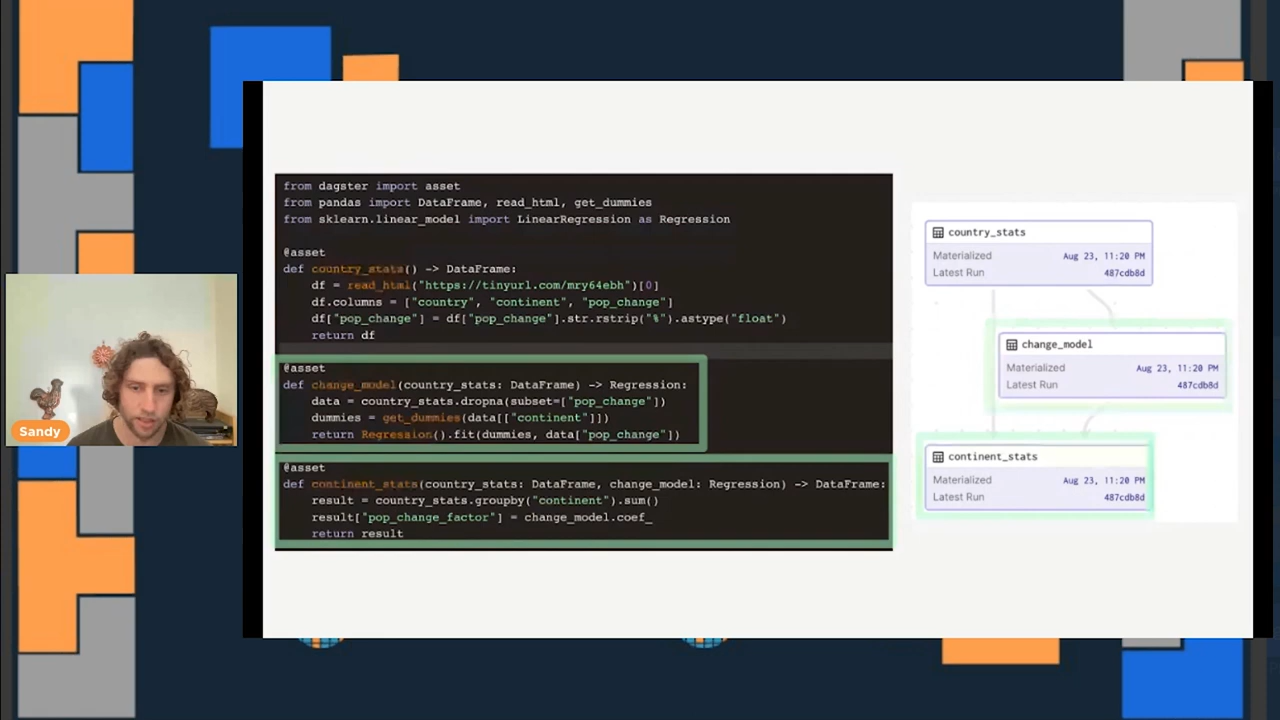 from dagster import asset
from pandas import DataFrame, read_html, get_dummies
from sklearn.linear_model import LinearRegression as Regression
@asset
def country_stats() -> DataFrame:
df = read_html("https://tinyurl.com/mry64ebh")[0]
df.columns = ["country", "continent", "pop_change"]
df["pop_change"] = df["pop_change"].str.rstrip("%").astype("float")
return df
@asset
def change_model(country_stats: DataFrame) -> Regression:
data = country_stats.dropna(subset=["pop_change"])
dummies = get_dummies(data[["continent"]])
return Regression().fit(dummies, data["pop_change"])
@asset
def continent_stats(country_stats: DataFrame, change_model: Regression) -> DataFrame:
result = country_stats.groupby("continent").sum()
result["pop_change_factor"] = change_model.coef_
return result
country_stats
Materialized Aug 23, 11:20 PM
Latest Run 487cdb8d
change_model
Materialized Aug 23, 11:20 PM
Latest Run 487cdb8d
continent_stats
Materialized Aug 23, 11:20 PM
Latest Run 487cdb8d
Sandy